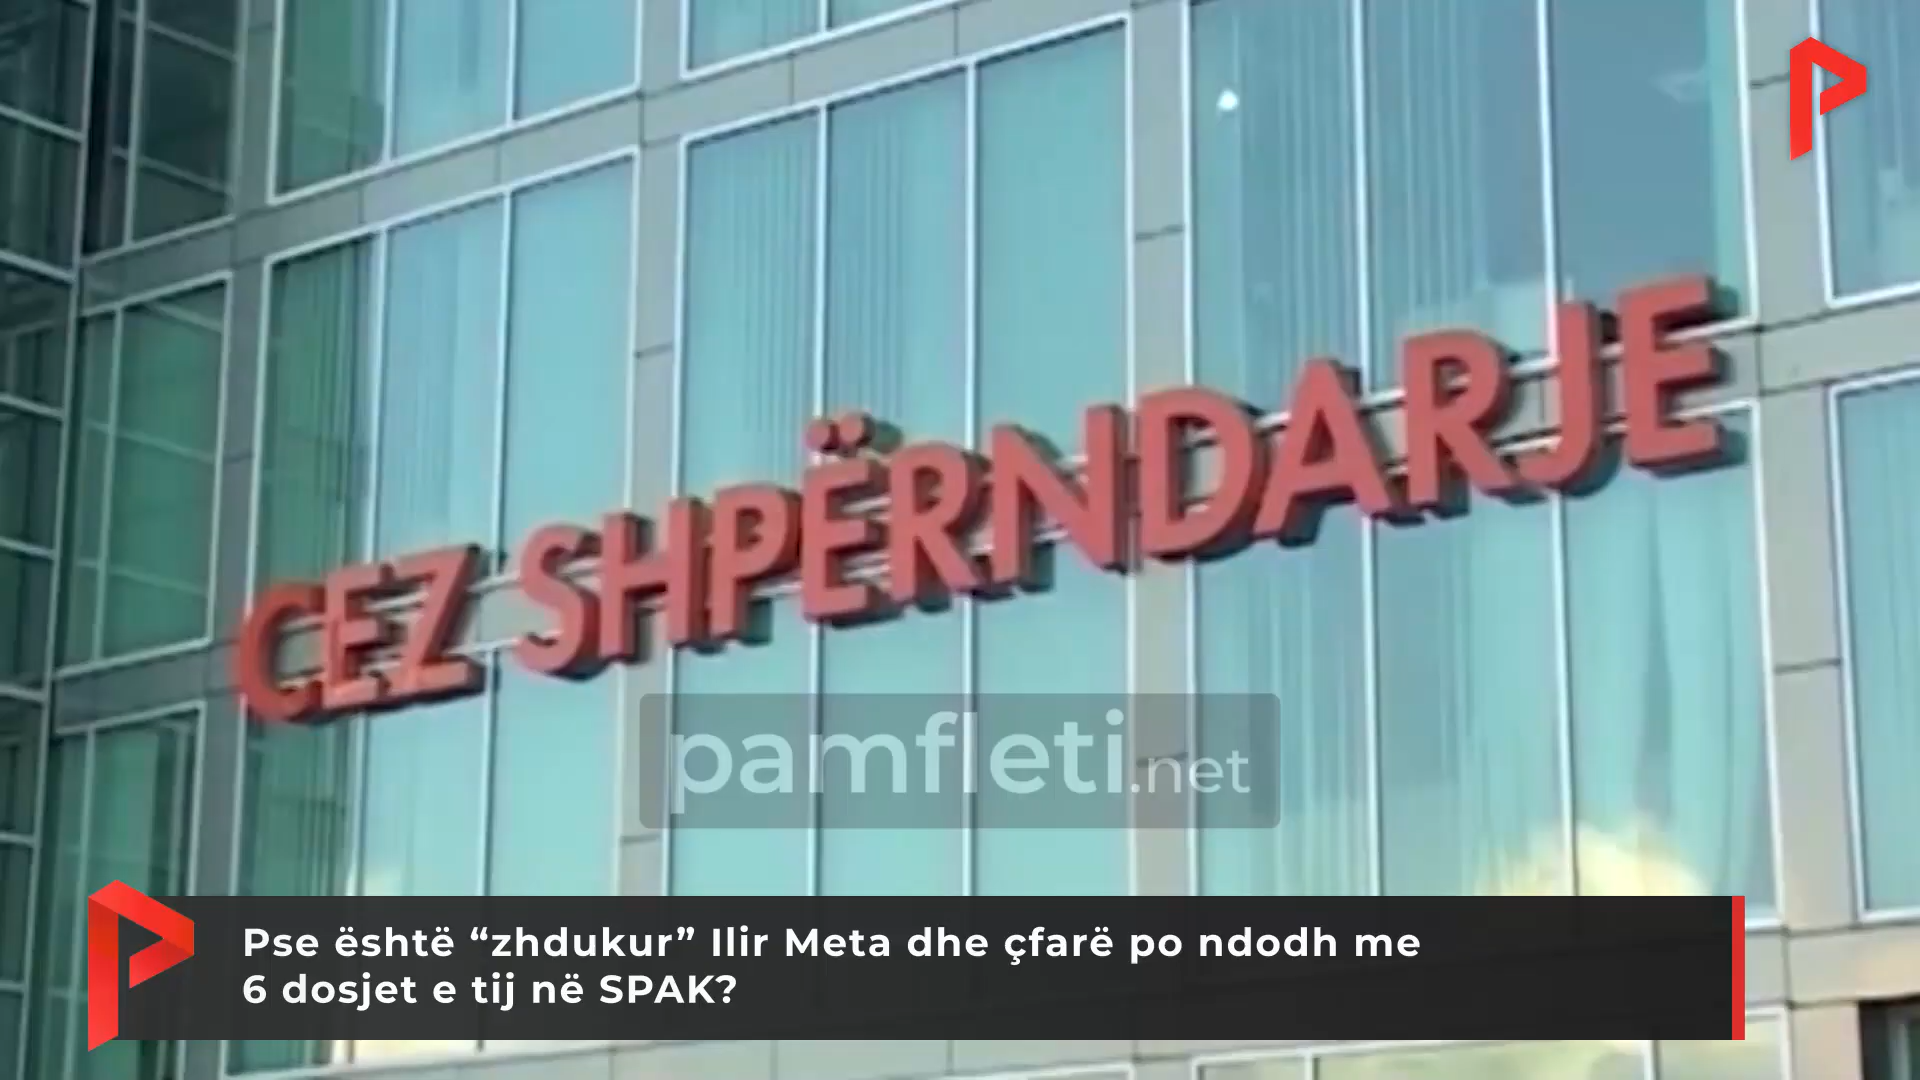 CEZ SHPËRNDARJE
pamfleti.net
Pse është “zhdukur” Ilir Meta dhe çfarë po ndodh me
6 dosjet e tij në SPAK?